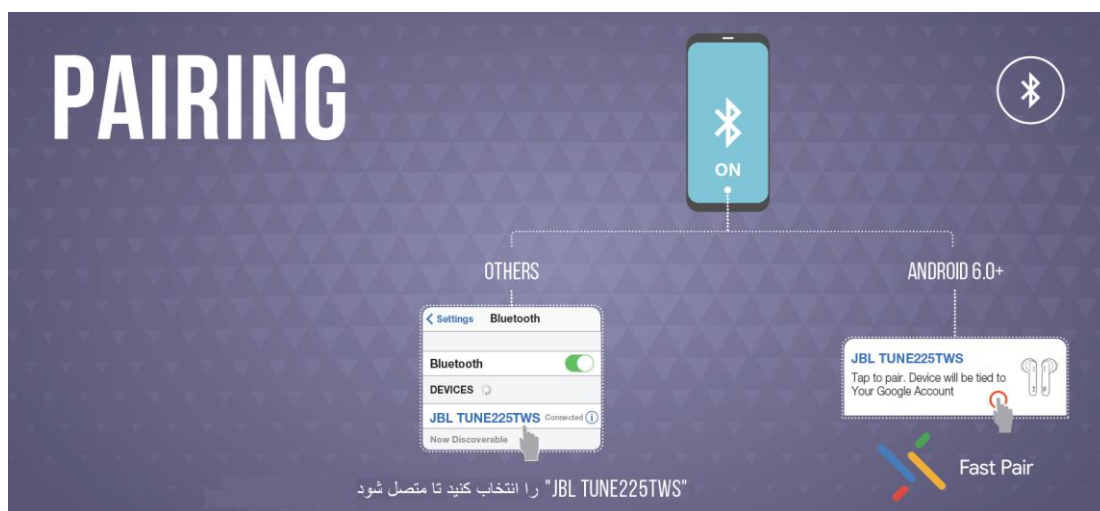 PAIRING
ON
OTHERS
ANDROID 6.0+
Settings Bluetooth
Bluetooth
DEVICES
JBL TUNE225TWS Connected i
Now Discoverable
"JBL TUNE225TWS" را انتخاب کنید تا متصل شود
JBL TUNE225TWS
Tap to pair. Device will be tied to
Your Google Account
Fast Pair